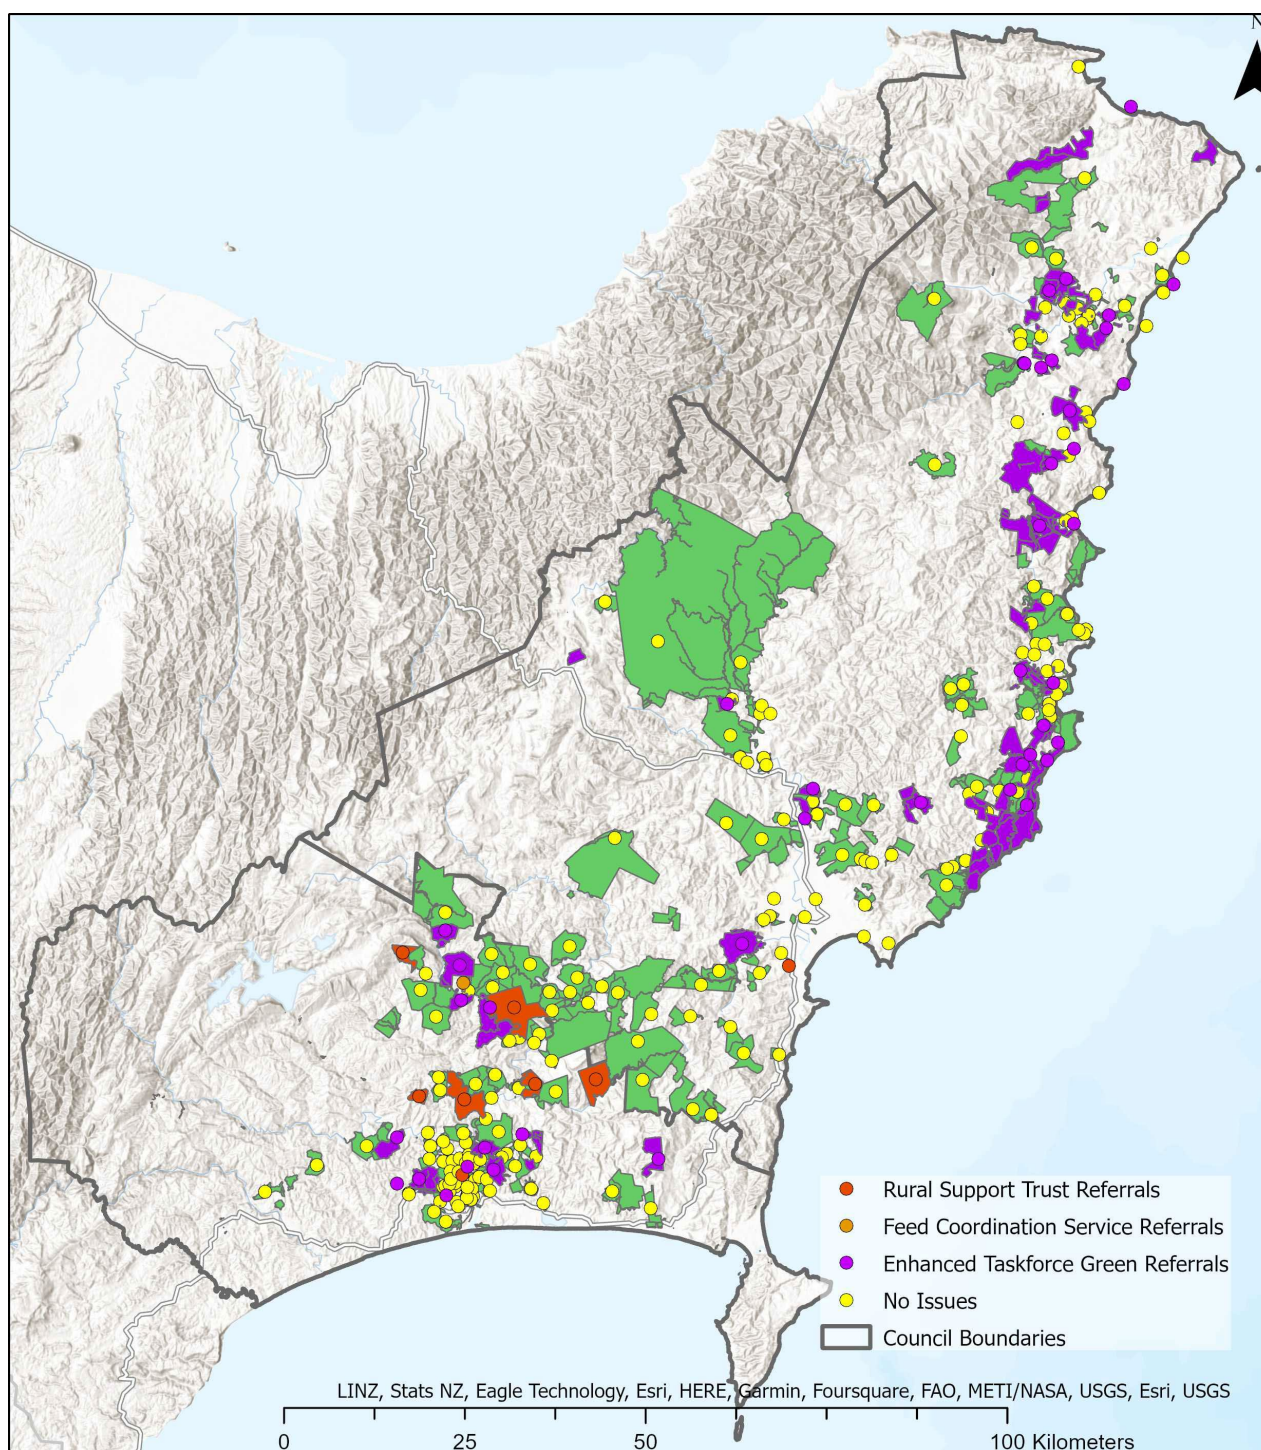 N
Rural Support Trust Referrals
Feed Coordination Service Referrals
Enhanced Taskforce Green Referrals
No Issues
Council Boundaries
LINZ, Stats NZ, Eagle Technology, Esri, HERE, Garmin, Foursquare, FAO, METI/NASA, USGS, Esri, USGS
0 25 50 100 Kilometers